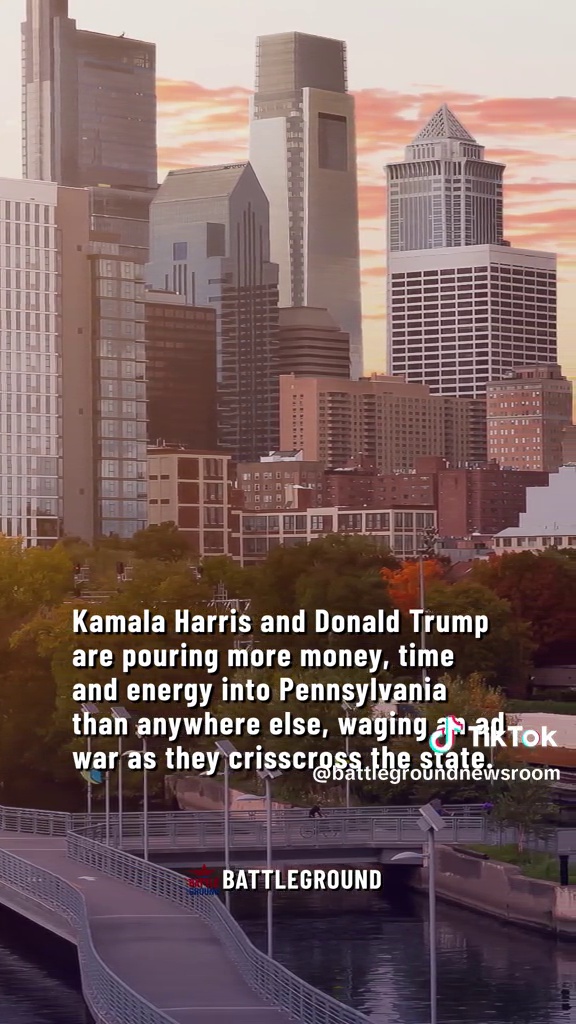 Kamala Harris and Donald Trump
are pouring more money, time
and energy into Pennsylvania
than anywhere else, waging an ad
war as they crisscross the state.
TikTok
@battlegroundnewsroom
BATTLEGROUND